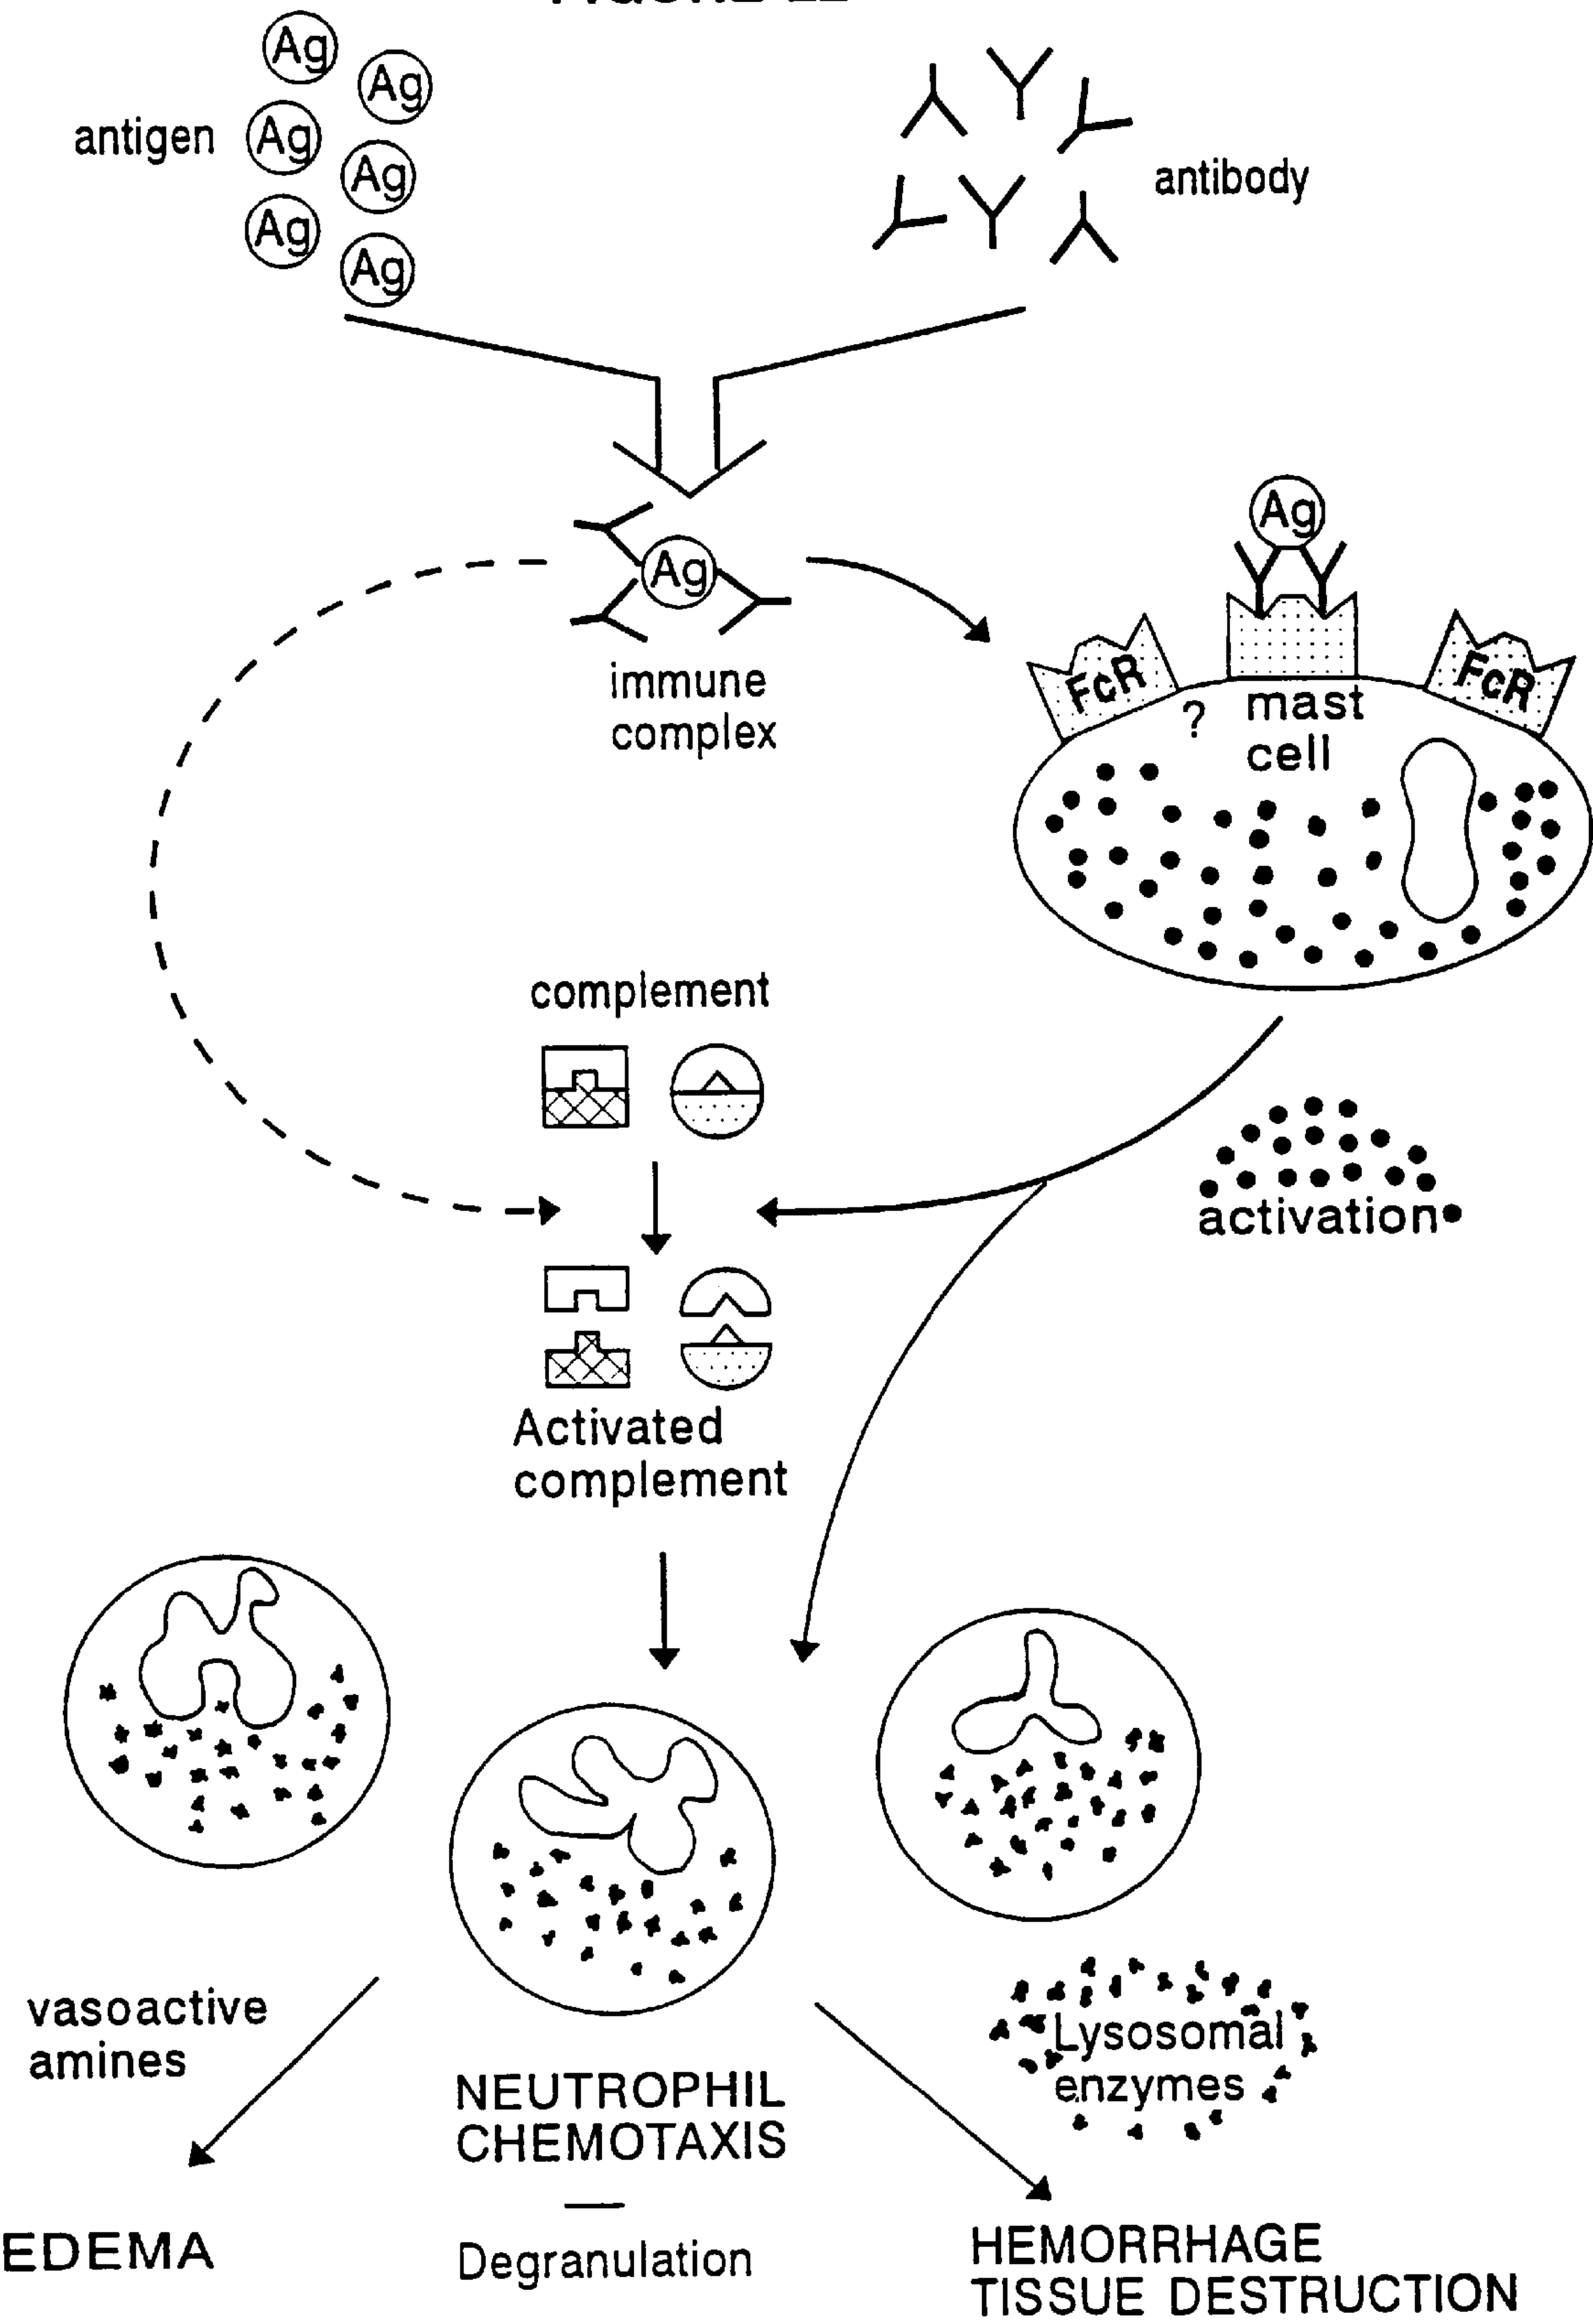 Ag
Ag
antigen
Ag
Ag
Ag
Ag
antibody
Ag
Ag
immune
complex
FcR
FcR
?
mast
cell
complement
activation
Activated
complement
vasoactive
amines
Lysosomal
enzymes
NEUTROPHIL
CHEMOTAXIS
Degranulation
EDEMA
HEMORRHAGE
TISSUE DESTRUCTION